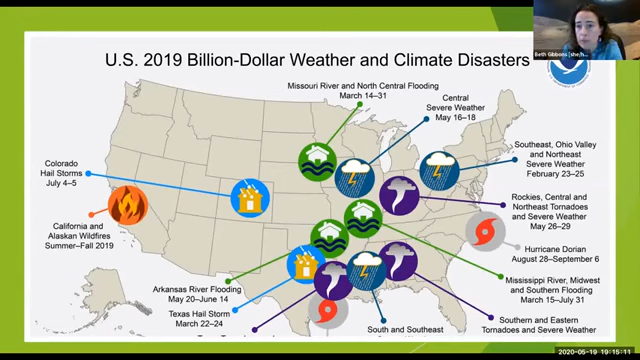 Beth Gibbons (she/h...
U.S. 2019 Billion-Dollar Weather and Climate Disasters
Missouri River and North Central Flooding
March 14–31
Central
Severe Weather
May 16–18
Southeast, Ohio Valley
and Northeast
Severe Weather
February 23–25
Colorado
Hail Storms
July 4–5
Rockies, Central and
Northeast Tornadoes
and Severe Weather
May 26–29
California and
Alaskan Wildfires
Summer–Fall 2019
Hurricane Dorian
August 28–September 6
Arkansas River Flooding
May 20–June 14
Mississippi River, Midwest
and Southern Flooding
March 15–July 31
Texas Hail Storm
March 22–24
South and Southeast
Southern and Eastern
Tornadoes and Severe Weather
2020-05-19 19:15:11